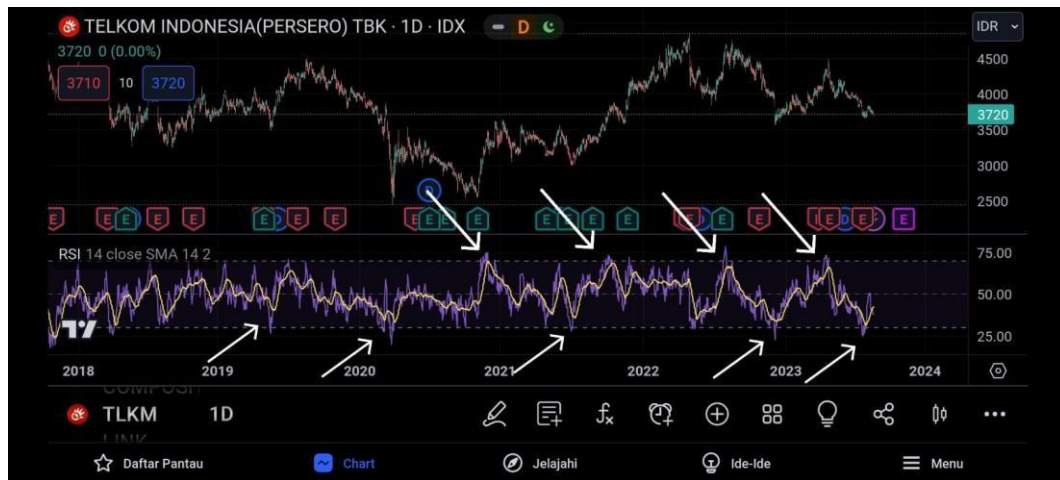 TELKOM INDONESIA(PERSERO) TBK · 1D · IDX
D
IDR
3720 0 (0.00%)
3710 10 3720
4500
4000
3720
3500
3000
2500
D
E E E E E E E E E E E E E E E E E E E E E D E E
RSI 14 close SMA 14 2
75.00
50.00
25.00
2018 2019 2020 2021 2022 2023 2024
TLKM 1D
Daftar Pantau
Chart
Jelajahi
Ide-Ide
Menu